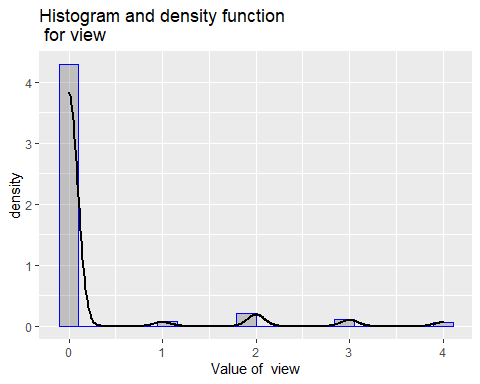 Histogram and density function
for view
4
3
2
1
0
density
0 1 2 3 4
Value of view